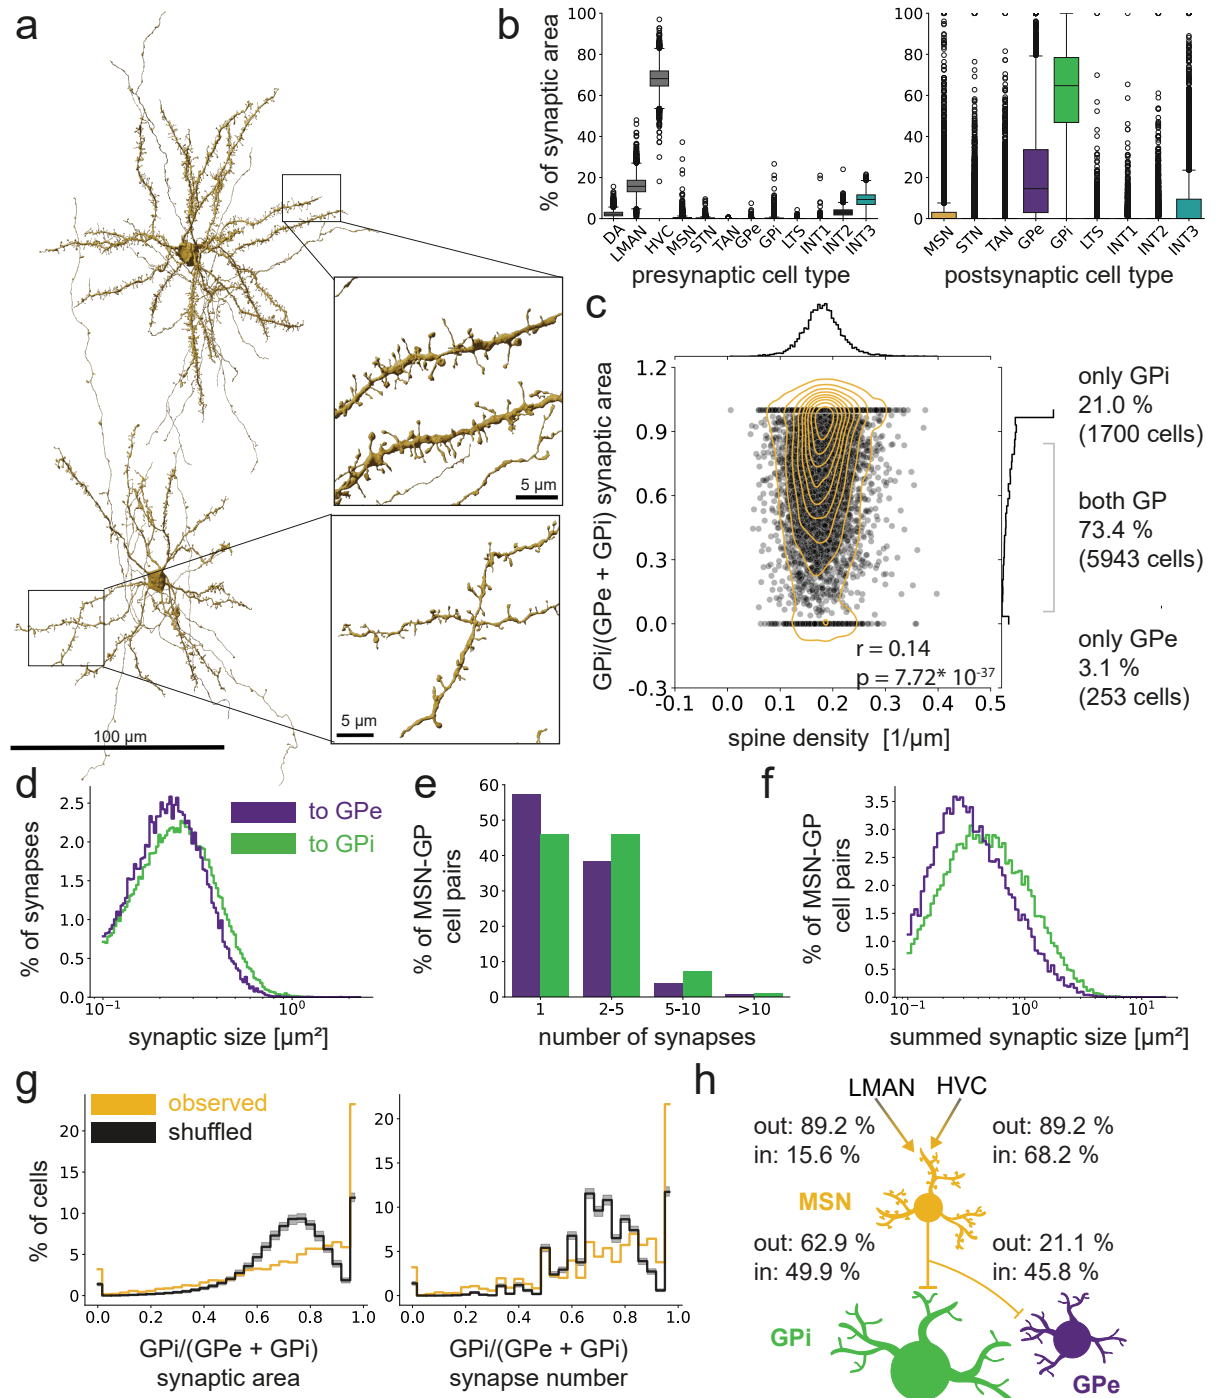 a
5 µm
5 µm
100 µm
b
% of synaptic area
100
80
60
40
20
0
DA
LMAN
HVC
MSN
STN
TAN
GPe
GPi
LTS
INT1
INT2
INT3
presynaptic cell type
100
80
60
40
20
0
MSN
STN
TAN
GPe
GPi
LTS
INT1
INT2
INT3
postsynaptic cell type
c
GPi/(GPe + GPi) synaptic area
1.2
0.9
0.6
0.3
0.0
-0.3
-0.1
0.0
0.1
0.2
0.3
0.4
0.5
spine density [1/µm]
r = 0.14
p = 7.72* 10⁻³⁷
only GPi
21.0 %
(1700 cells)
both GP
73.4 %
(5943 cells)
only GPe
3.1 %
(253 cells)
d
% of synapses
2.5
2.0
1.5
1.0
0.5
0.0
10⁻¹
10⁰
synaptic size [µm²]
to GPe
to GPi
e
% of MSN-GP
cell pairs
60
50
40
30
20
10
0
1
2-5
5-10
>10
number of synapses
f
% of MSN-GP
cell pairs
3.5
3.0
2.5
2.0
1.5
1.0
0.5
0.0
10⁻¹
10⁰
10¹
summed synaptic size [µm²]
g
% of cells
observed
shuffled
20
15
10
5
0
0.0
0.2
0.4
0.6
0.8
1.0
GPi/(GPe + GPi)
synaptic area
20
15
10
5
0
0.0
0.2
0.4
0.6
0.8
1.0
GPi/(GPe + GPi)
synapse number
h
LMAN
HVC
out: 89.2 %
in: 15.6 %
out: 89.2 %
in: 68.2 %
MSN
out: 62.9 %
in: 49.9 %
out: 21.1 %
in: 45.8 %
GPi
GPe